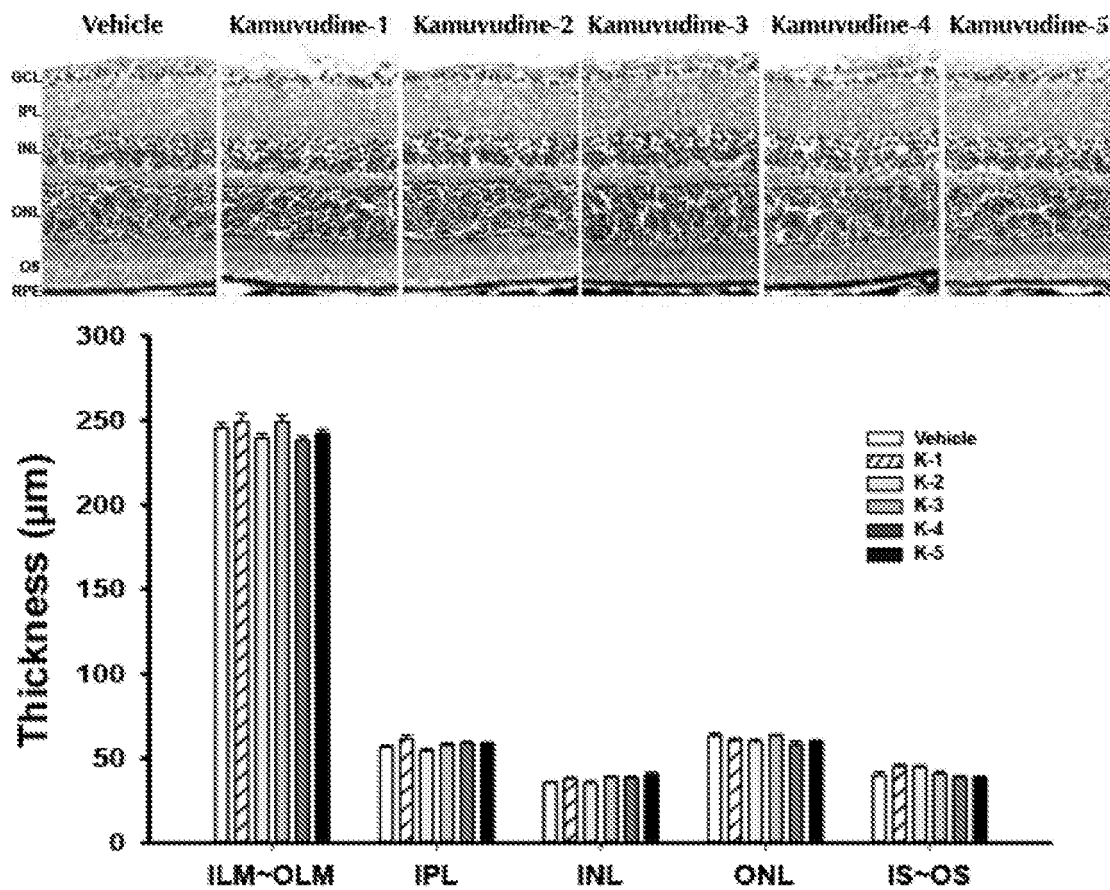 Vehicle Kamuvudine-1 Kamuvudine-2 Kamuvudine-3 Kamuvudine-4 Kamuvudine-5
GCL
IPL
INL
ONL
OS
RPE
300
250
200
150
100
50
0
Thickness (µm)
Vehicle
K-1
K-2
K-3
K-4
K-5
ILM~OLM IPL INL ONL IS~OS